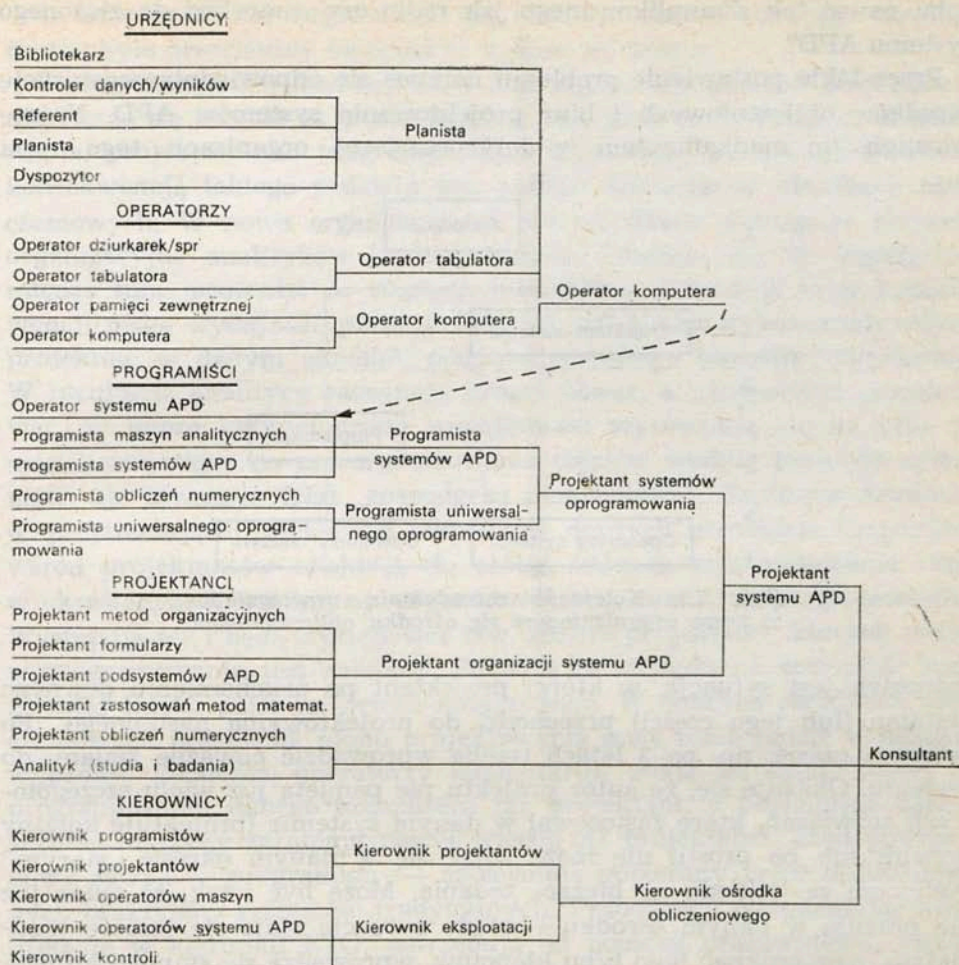 URZĘDNICY
Bibliotekarz
Kontroler danych/wyników
Referent
Planista
Dyspozytor
Planista
OPERATORZY
Operator dziurkarek/spr
Operator tabulatora
Operator pamięci zewnętrznej
Operator komputera
Operator tabulatora
Operator komputera
Operator komputera
PROGRAMIŚCI
Operator systemu APD
Programista maszyn analitycznych
Programista systemów APD
Programista obliczeń numerycznych
Programista uniwersalnego oprogra-
mowania
Programista
systemów APD
Programista uniwersal-
nego oprogramowania
Projektant systemów
oprogramowania
PROJEKTANCI
Projektant metod organizacyjnych
Projektant formularzy
Projektant podsystemów APD
Projektant zastosowań metod matemat.
Projektant obliczeń numerycznych
Analityk (studia i badania)
Projektant organizacji systemu APD
Projektant
systemu APD
Konsultant
KIEROWNICY
Kierownik programistów
Kierownik projektantów
Kierownik operatorów maszyn
Kierownik operatorów systemu APD
Kierownik kontroli
Kierownik projektantów
Kierownik eksploatacji
Kierownik ośrodka
obliczeniowego